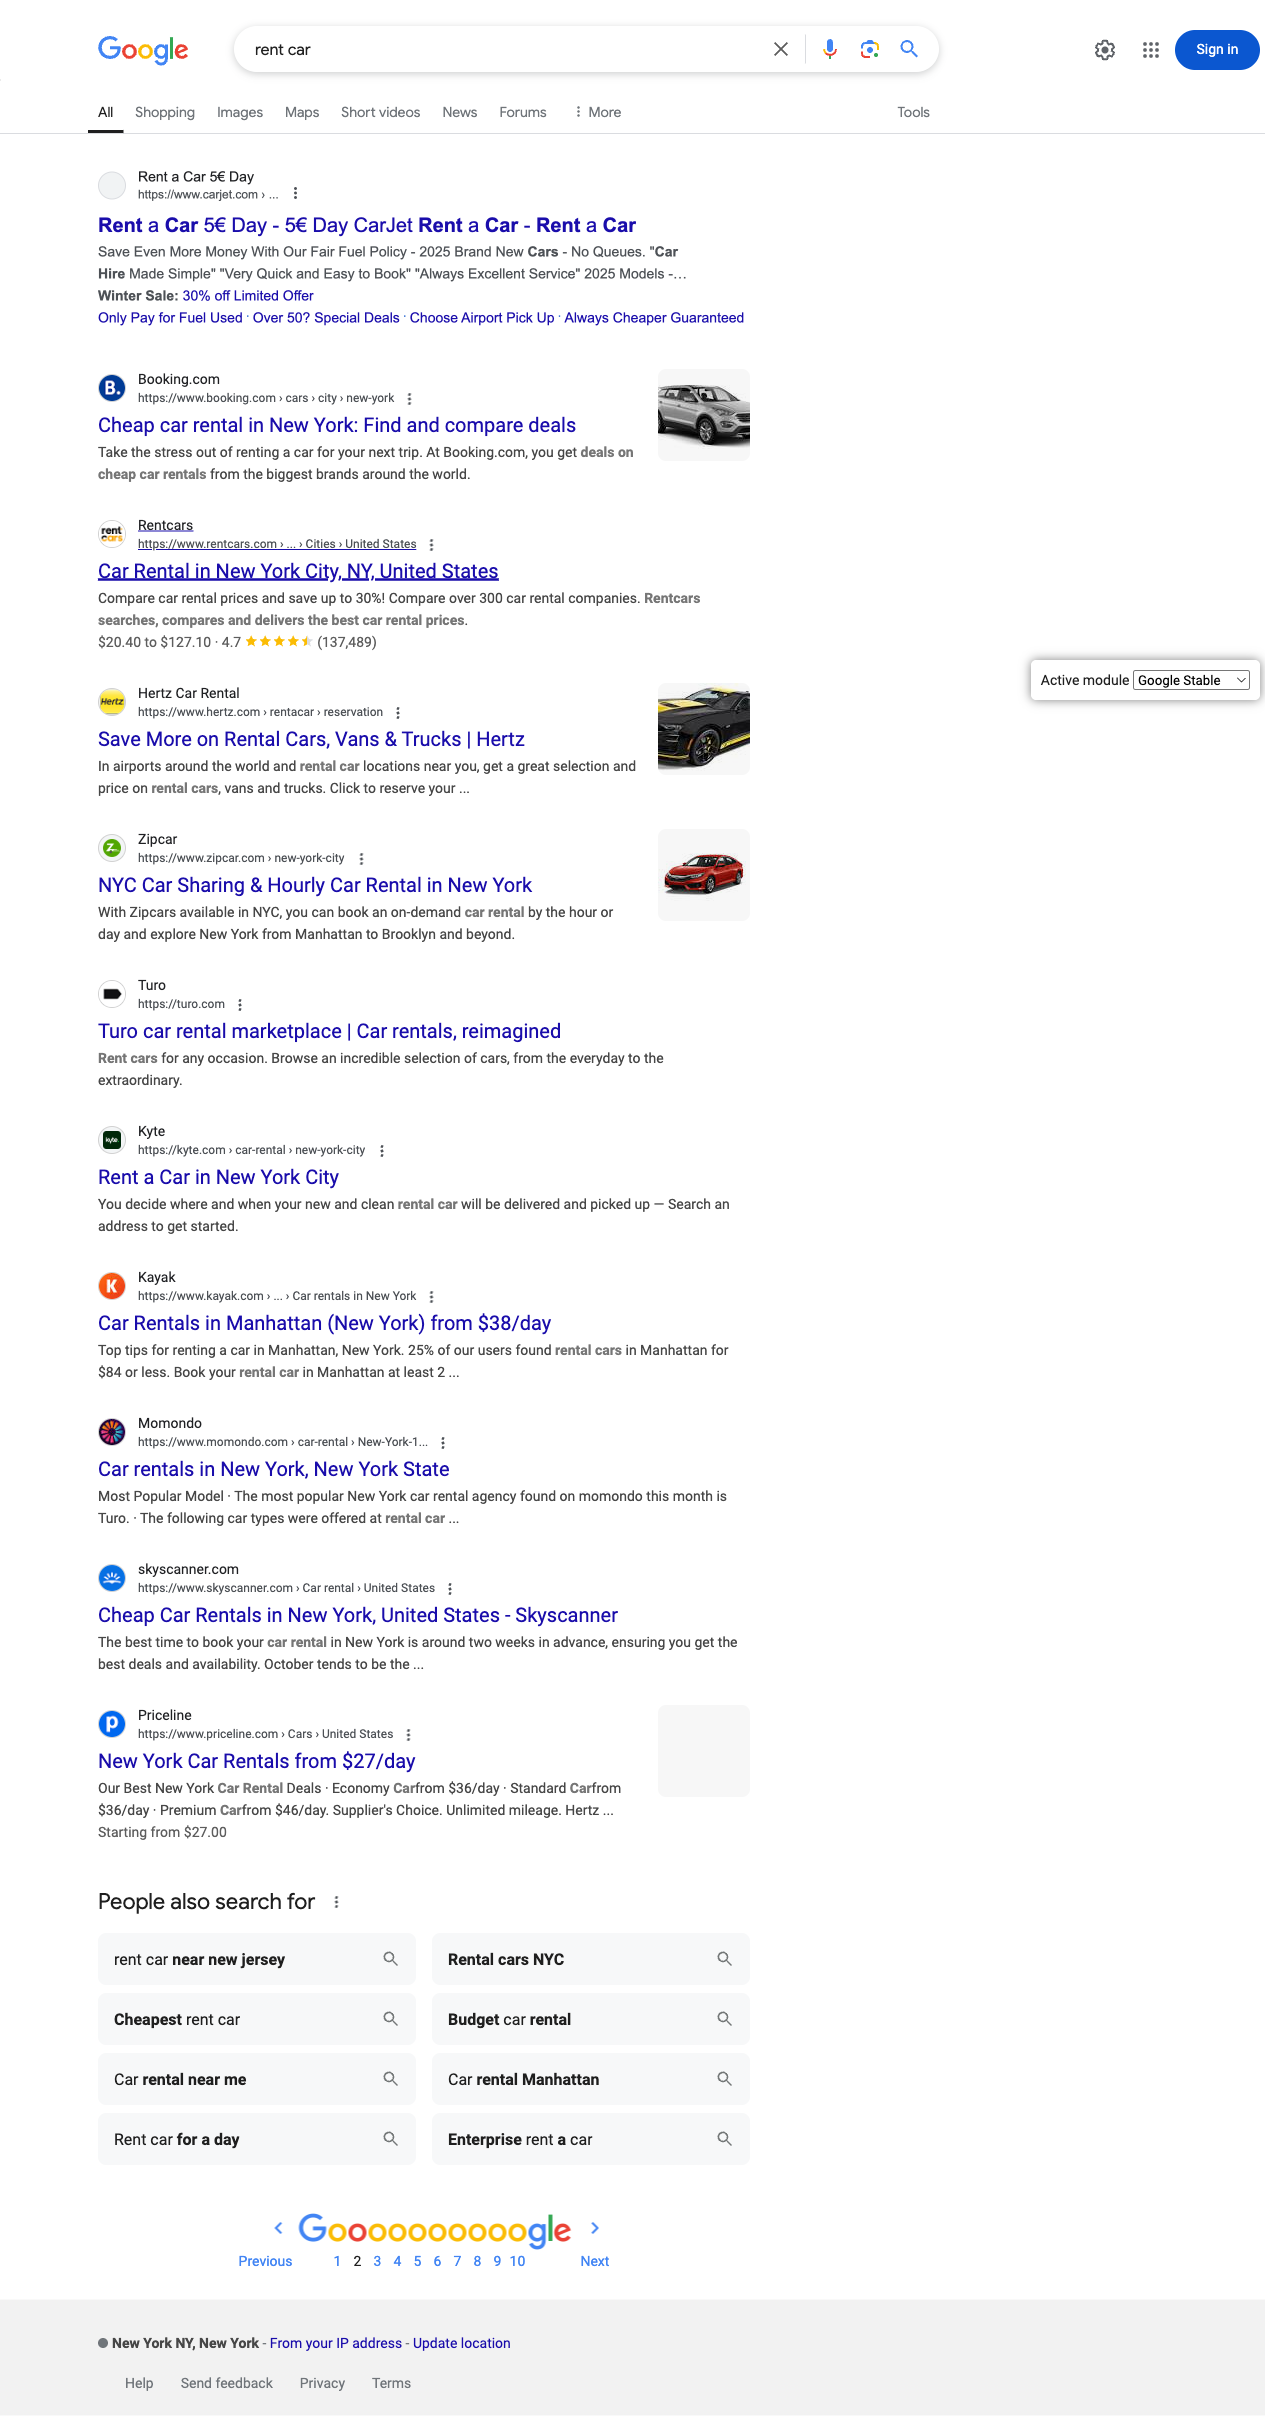 Google
rent car
Sign in
All Shopping Images Maps Short videos News Forums More Tools
Rent a Car 5€ Day
https://www.carjet.com › ...
Rent a Car 5€ Day - 5€ Day CarJet Rent a Car - Rent a Car
Save Even More Money With Our Fair Fuel Policy - 2025 Brand New Cars - No Queues. "Car
Hire Made Simple" "Very Quick and Easy to Book" "Always Excellent Service" 2025 Models -...
Winter Sale: 30% off Limited Offer
Only Pay for Fuel Used · Over 50? Special Deals · Choose Airport Pick Up · Always Cheaper Guaranteed
B.
Booking.com
https://www.booking.com › cars › city › new-york
Cheap car rental in New York: Find and compare deals
Take the stress out of renting a car for your next trip. At Booking.com, you get deals on
cheap car rentals from the biggest brands around the world.
rent
cars
Rentcars
https://www.rentcars.com › ... › Cities › United States
Car Rental in New York City, NY, United States
Compare car rental prices and save up to 30%! Compare over 300 car rental companies. Rentcars
searches, compares and delivers the best car rental prices.
$20.40 to $127.10 · 4.7 (137,489)
Active module Google Stable
Hertz
Hertz Car Rental
https://www.hertz.com › rentacar › reservation
Save More on Rental Cars, Vans & Trucks | Hertz
In airports around the world and rental car locations near you, get a great selection and
price on rental cars, vans and trucks. Click to reserve your ...
Z
Zipcar
https://www.zipcar.com › new-york-city
NYC Car Sharing & Hourly Car Rental in New York
With Zipcars available in NYC, you can book an on-demand car rental by the hour or
day and explore New York from Manhattan to Brooklyn and beyond.
Turo
https://turo.com
Turo car rental marketplace | Car rentals, reimagined
Rent cars for any occasion. Browse an incredible selection of cars, from the everyday to the
extraordinary.
kyte.
Kyte
https://kyte.com › car-rental › new-york-city
Rent a Car in New York City
You decide where and when your new and clean rental car will be delivered and picked up — Search an
address to get started.
K
Kayak
https://www.kayak.com › ... › Car rentals in New York
Car Rentals in Manhattan (New York) from $38/day
Top tips for renting a car in Manhattan, New York. 25% of our users found rental cars in Manhattan for
$84 or less. Book your rental car in Manhattan at least 2 ...
Momondo
https://www.momondo.com › car-rental › New-York-1...
Car rentals in New York, New York State
Most Popular Model · The most popular New York car rental agency found on momondo this month is
Turo. · The following car types were offered at rental car ...
skyscanner.com
https://www.skyscanner.com › Car rental › United States
Cheap Car Rentals in New York, United States - Skyscanner
The best time to book your car rental in New York is around two weeks in advance, ensuring you get the
best deals and availability. October tends to be the ...
p
Priceline
https://www.priceline.com › Cars › United States
New York Car Rentals from $27/day
Our Best New York Car Rental Deals · Economy Carfrom $36/day · Standard Carfrom
$36/day · Premium Carfrom $46/day. Supplier's Choice. Unlimited mileage. Hertz ...
Starting from $27.00
People also search for
rent car near new jersey
Rental cars NYC
Cheapest rent car
Budget car rental
Car rental near me
Car rental Manhattan
Rent car for a day
Enterprise rent a car
Goooooooooogle
Previous 1 2 3 4 5 6 7 8 9 10 Next
New York NY, New York - From your IP address - Update location
Help Send feedback Privacy Terms